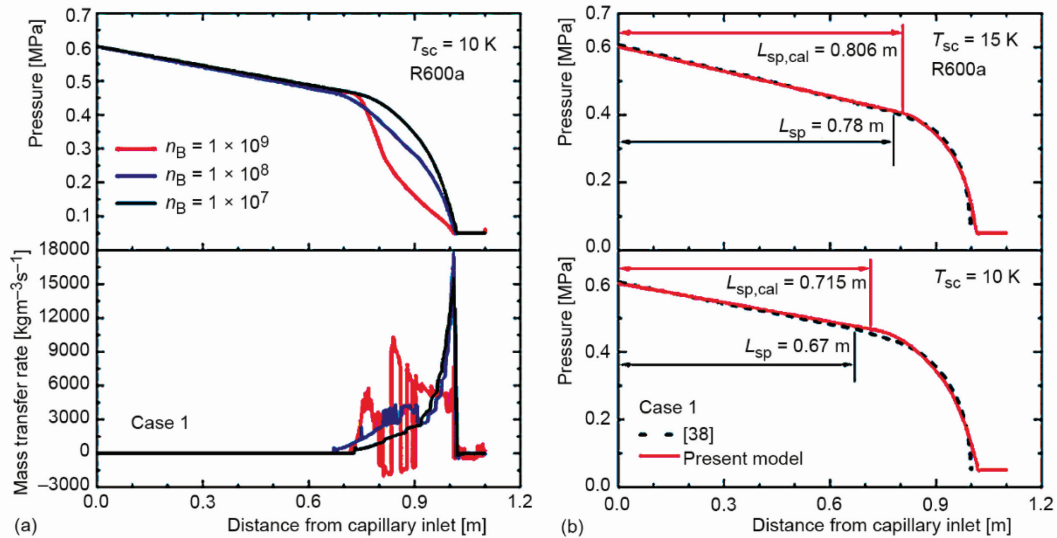 Pressure [MPa]
0.7
0.6
0.5
0.4
0.3
0.2
0.1
T_sc = 10 K
R600a
n_B = 1 × 10⁹
n_B = 1 × 10⁸
n_B = 1 × 10⁷
Mass transfer rate [kgm⁻³s⁻¹]
18000
15000
12000
9000
6000
3000
0
−3000
Case 1
0.0 0.3 0.6 0.9 1.2
(a) Distance from capillary inlet [m]
Pressure [MPa]
0.8
0.6
0.4
0.2
0.0
L_sp,cal = 0.806 m
T_sc = 15 K
R600a
L_sp = 0.78 m
Pressure [MPa]
0.6
0.4
0.2
0.0
L_sp,cal = 0.715 m
T_sc = 10 K
L_sp = 0.67 m
Case 1
[38]
Present model
0.0 0.3 0.6 0.9 1.2
(b) Distance from capillary inlet [m]